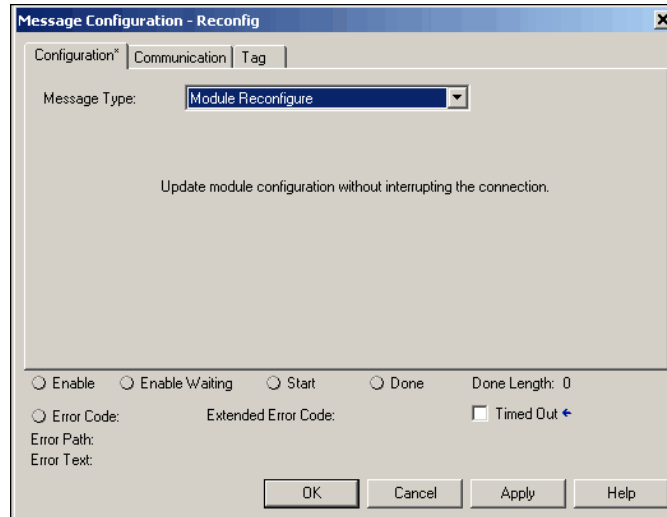 Message Configuration - Reconfig
Configuration* Communication Tag
Message Type: Module Reconfigure
Update module configuration without interrupting the connection.
Enable Enable Waiting Start Done Done Length: 0
Error Code: Extended Error Code: Timed Out
Error Path:
Error Text:
OK Cancel Apply Help